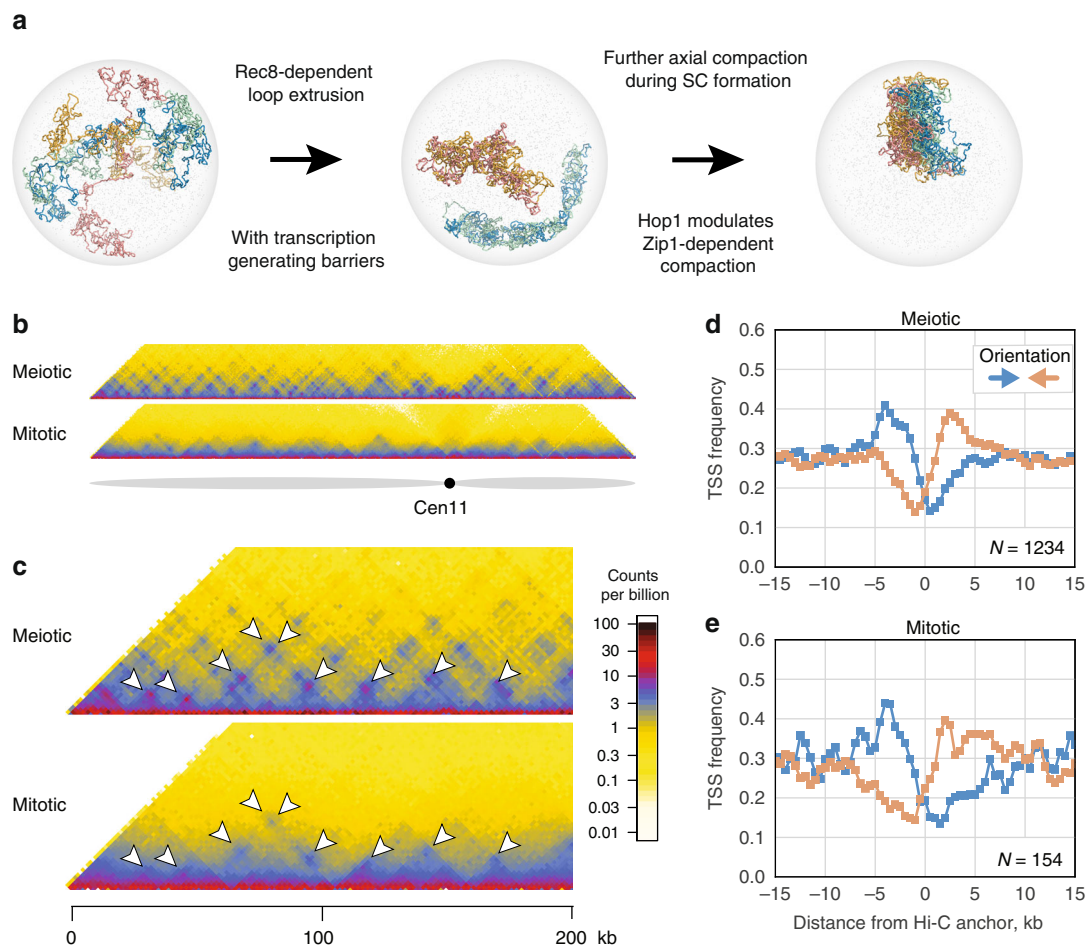 a
Rec8-dependent
loop extrusion
With transcription
generating barriers
Further axial compaction
during SC formation
Hop1 modulates
Zip1-dependent
compaction
b
Meiotic
Mitotic
Cen11
c
Meiotic
Mitotic
0 100 200 kb
Counts
per billion
100
30
10
3
1
0.3
0.1
0.03
0.01
d
Meiotic
Orientation
TSS frequency
0.6
0.5
0.4
0.3
0.2
0.1
0.0
N = 1234
−15 −10 −5 0 5 10 15
e
Mitotic
TSS frequency
0.6
0.5
0.4
0.3
0.2
0.1
0.0
N = 154
−15 −10 −5 0 5 10 15
Distance from Hi-C anchor, kb